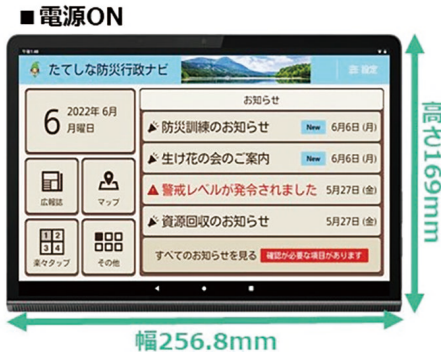 ■電源ON
たてしな防災行政ナビ
設定
6
2022年 6月
月曜日
お知らせ
防災訓練のお知らせ New 6月6日 (月)
生け花の会のご案内 New 6月6日 (月)
警戒レベルが発令されました 5月27日 (金)
資源回収のお知らせ 5月27日 (金)
広報誌
マップ
1 2
3 4
楽々タップ
その他
すべてのお知らせを見る 確認が必要な項目があります
高さ169mm
幅256.8mm